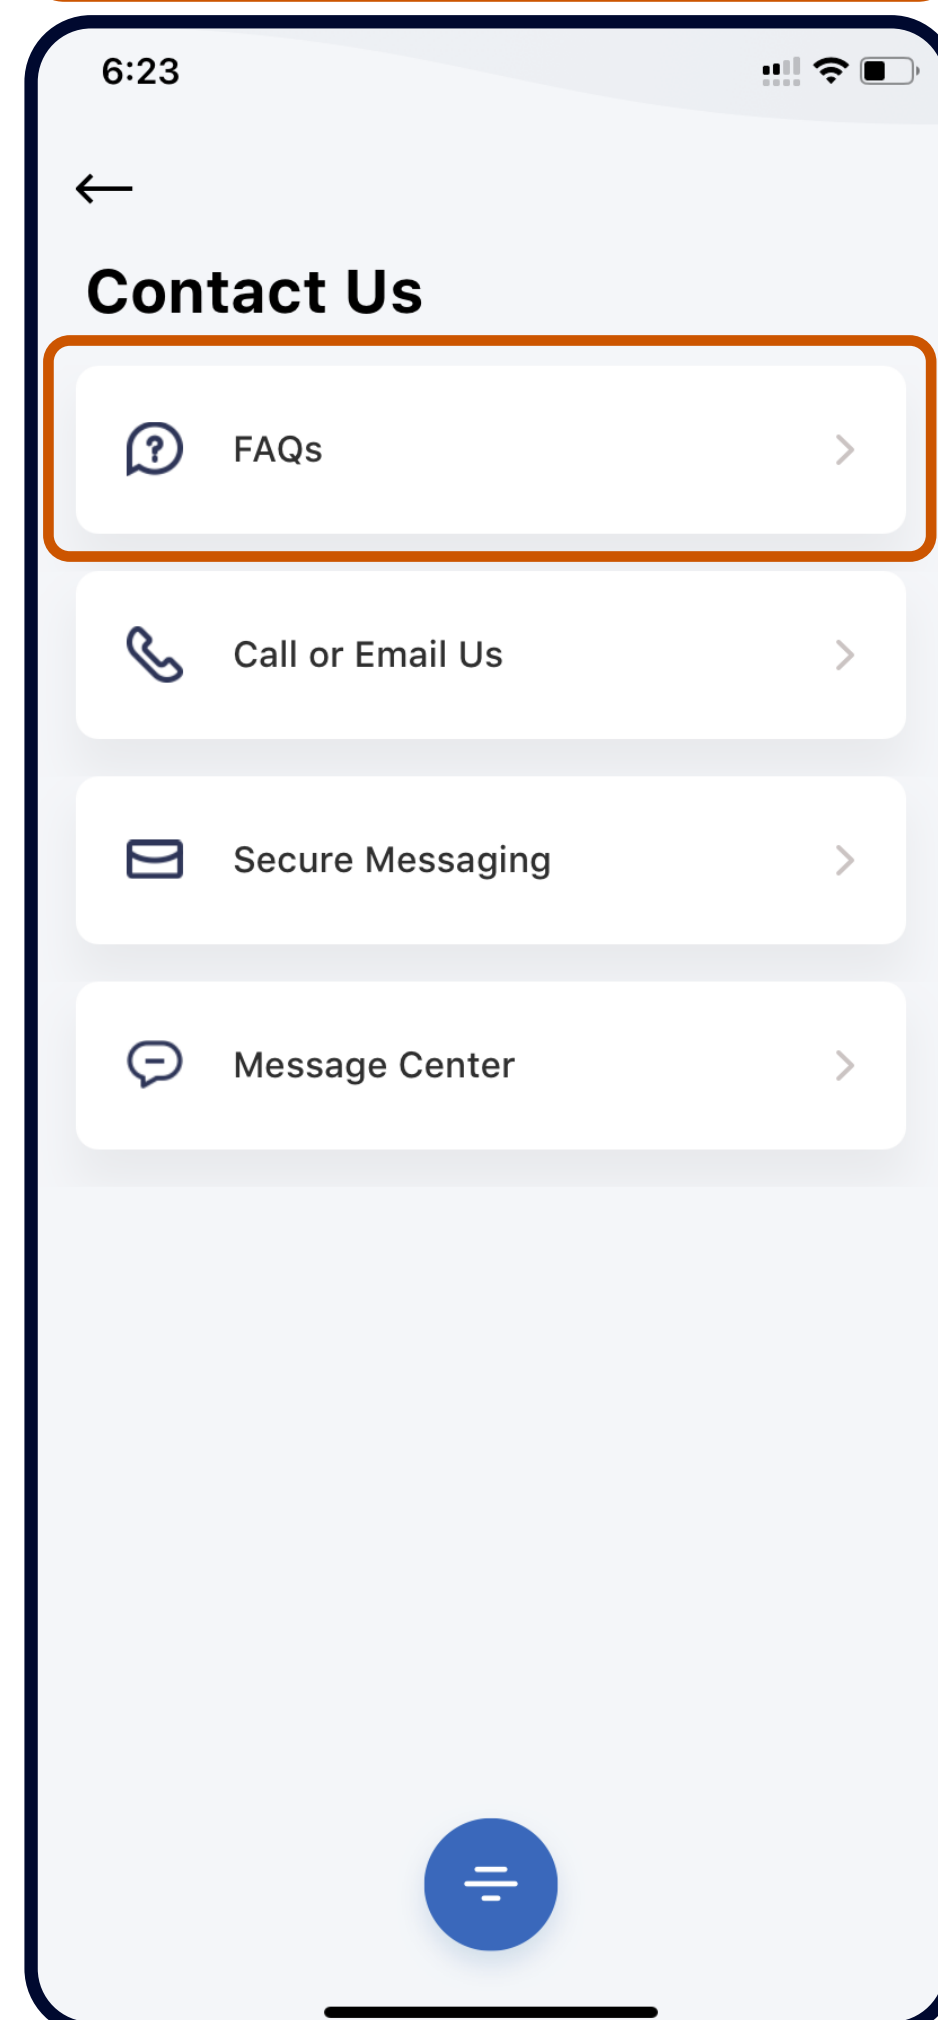 6:23
Contact Us
FAQs
Call or Email Us
Secure Messaging
Message Center